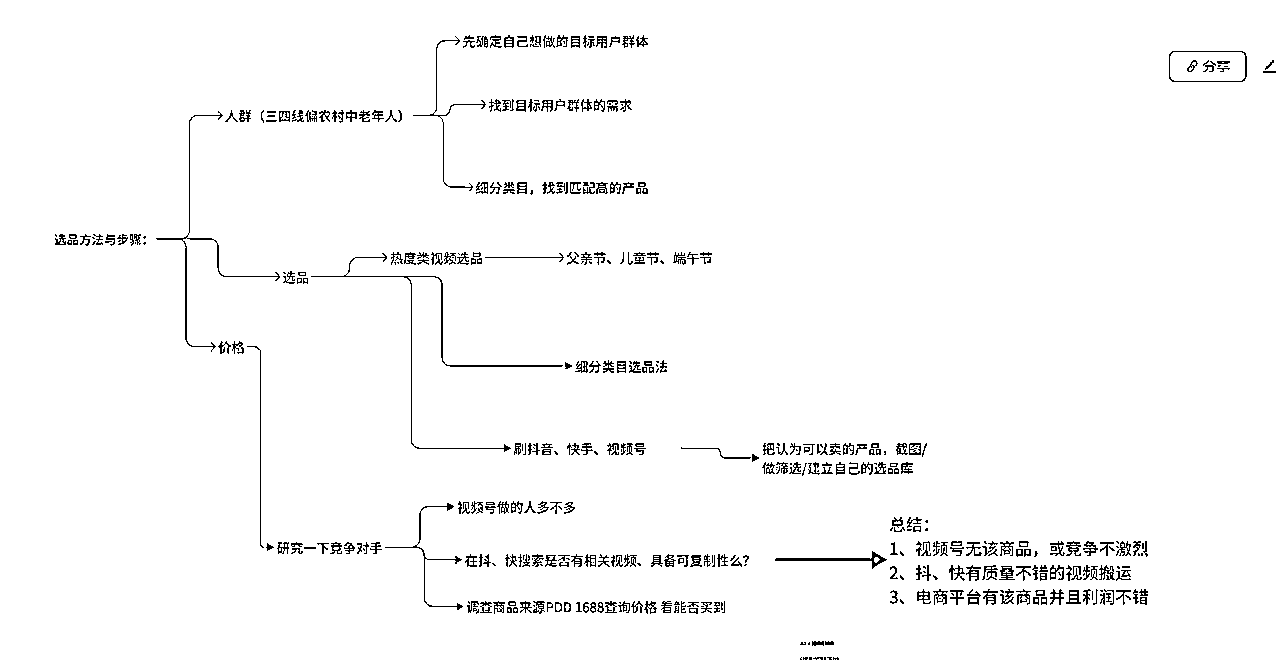 先确定自己想做的目标用户群体
分享
找到目标用户群体的需求
人群（三四线偏农村中老年人）
细分类目，找到匹配高的产品
选品方法与步骤：
热度类视频选品
父亲节、儿童节、端午节
选品
价格
细分类目选品法
刷抖音、快手、视频号
把认为可以卖的产品，截图/
做筛选/建立自己的选品库
视频号做的人多不多
研究一下竞争对手
在抖、快搜索是否有相关视频、具备可复制性么？
调查商品来源PDD 1688查询价格 看能否买到
总结：
1、视频号无该商品，或竞争不激烈
2、抖、快有质量不错的视频搬运
3、电商平台有该商品并且利润不错